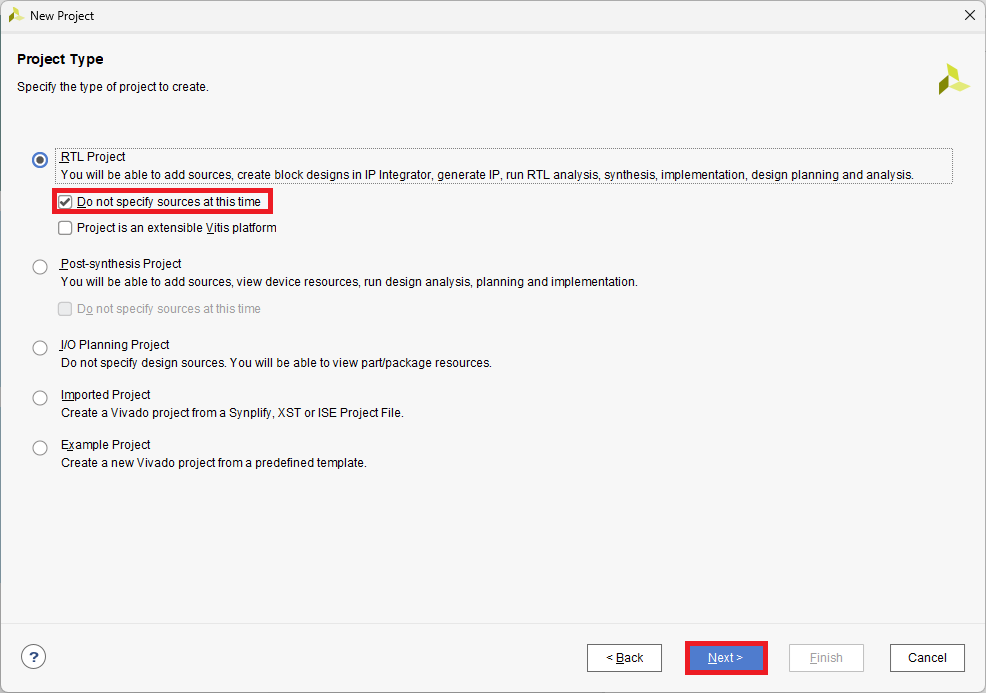 New Project
Project Type
Specify the type of project to create.
RTL Project
You will be able to add sources, create block designs in IP Integrator, generate IP, run RTL analysis, synthesis, implementation, design planning and analysis.
Do not specify sources at this time
Project is an extensible Vitis platform
Post-synthesis Project
You will be able to add sources, view device resources, run design analysis, planning and implementation.
Do not specify sources at this time
I/O Planning Project
Do not specify design sources. You will be able to view part/package resources.
Imported Project
Create a Vivado project from a Synplify, XST or ISE Project File.
Example Project
Create a new Vivado project from a predefined template.
?
< Back
Next >
Finish
Cancel